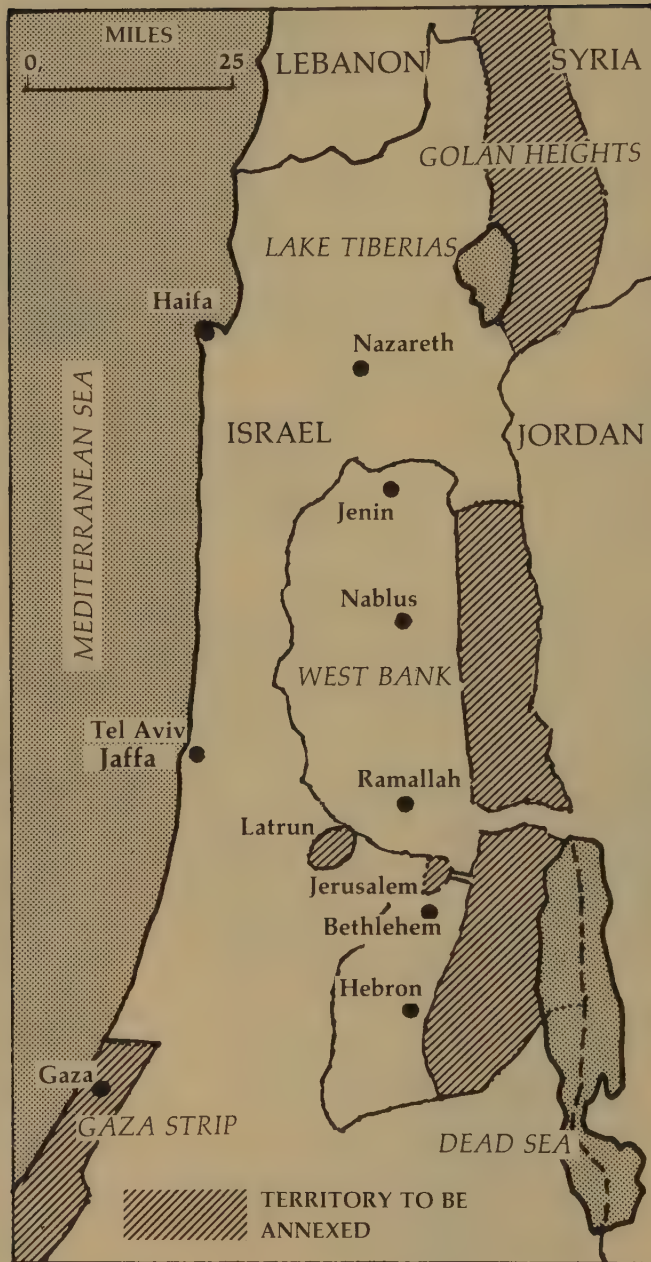 MILES
0, 25
LEBANON
SYRIA
GOLAN HEIGHTS
LAKE TIBERIAS
Haifa
Nazareth
MEDITERRANEAN SEA
ISRAEL
JORDAN
Jenin
Nablus
WEST BANK
Tel Aviv
Jaffa
Ramallah
Latrun
Jerusalem
Bethlehem
Hebron
Gaza
GAZA STRIP
DEAD SEA
TERRITORY TO BE
ANNEXED